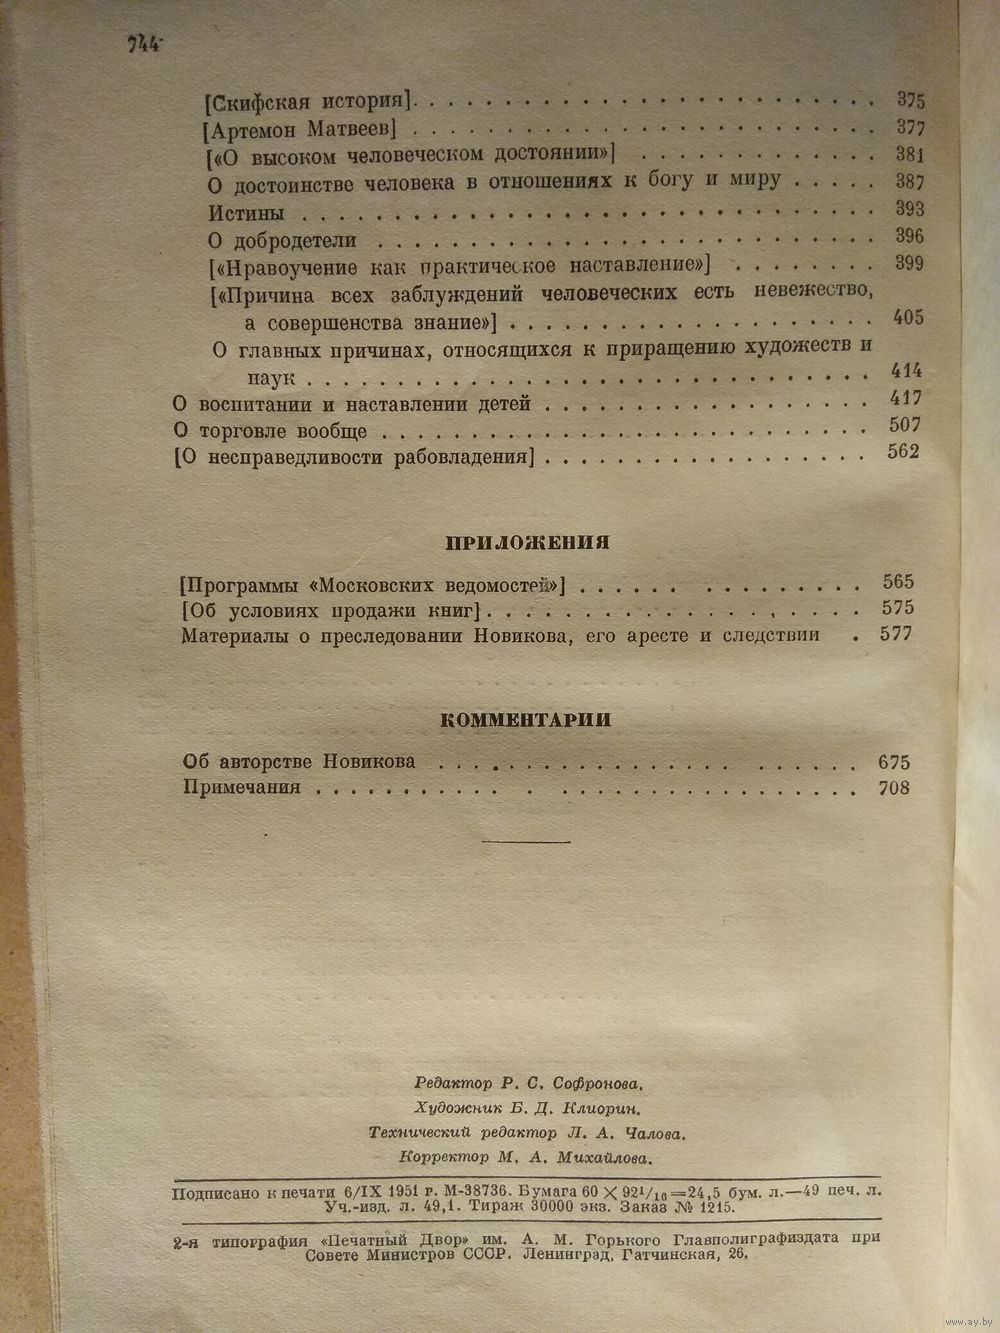 744
[Скифская история] . . . . . . . . . . . . . . . . . . . . 375
[Артемон Матвеев] . . . . . . . . . . . . . . . . . . . . 377
[«О высоком человеческом достоянии»] . . . . . . . . . . . . 381
О достоинстве человека в отношениях к богу и миру . . . . . 387
Истины . . . . . . . . . . . . . . . . . . . . . . . . 393
О добродетели . . . . . . . . . . . . . . . . . . . . . 396
[«Нравоучение как практическое наставление»] . . . . . . . . 399
[«Причина всех заблуждений человеческих есть невежество,
а совершенства знание»] . . . . . . . . . . . . . . . . . 405
О главных причинах, относящихся к приращению художеств и
наук . . . . . . . . . . . . . . . . . . . . . . . . . 414
О воспитании и наставлении детей . . . . . . . . . . . . . . 417
О торговле вообще . . . . . . . . . . . . . . . . . . . . . 507
[О несправедливости рабовладения] . . . . . . . . . . . . . . 562
ПРИЛОЖЕНИЯ
[Программы «Московских ведомостей»] . . . . . . . . . . . . . 565
[Об условиях продажи книг] . . . . . . . . . . . . . . . . . 575
Материалы о преследовании Новикова, его аресте и следствии . 577
КОММЕНТАРИИ
Об авторстве Новикова . . . . . . . . . . . . . . . . . . . 675
Примечания . . . . . . . . . . . . . . . . . . . . . . . . 708
Редактор Р. С. Софронова.
Художник Б. Д. Клиорин.
Технический редактор Л. А. Чалова.
Корректор М. А. Михайлова.
Подписано к печати 6/IX 1951 г. М-38736. Бумага 60 × 92 1/16 = 24,5 бум. л.—49 печ. л.
Уч.-изд. л. 49,1. Тираж 30000 экз. Заказ № 1215.
2-я типография «Печатный Двор» им. А. М. Горького Главполиграфиздата при
Совете Министров СССР. Ленинград, Гатчинская, 26.
www.ay.by